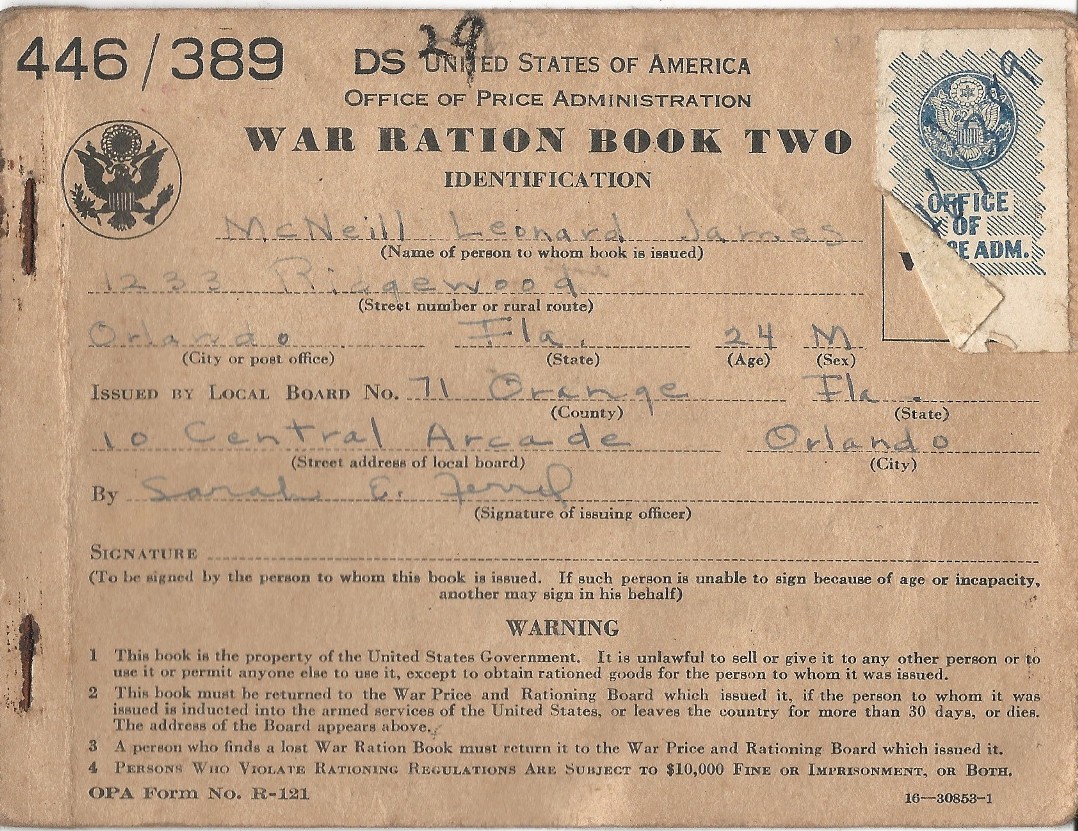 446/389
DS 29 UNITED STATES OF AMERICA
OFFICE OF PRICE ADMINISTRATION
WAR RATION BOOK TWO
IDENTIFICATION
OFFICE
OF
CE ADM.
McNeill Leonard James
(Name of person to whom book is issued)
1233 Ridgewood
(Street number or rural route)
Orlando Fla. 24 M
(City or post office) (State) (Age) (Sex)
ISSUED BY LOCAL BOARD No. 71 Orange Fla.
(County) (State)
10 Central Arcade Orlando
(Street address of local board) (City)
By Sarah E.
(Signature of issuing officer)
SIGNATURE
(To be signed by the person to whom this book is issued. If such person is unable to sign because of age or incapacity,
another may sign in his behalf)
WARNING
1 This book is the property of the United States Government. It is unlawful to sell or give it to any other person or to
use it or permit anyone else to use it, except to obtain rationed goods for the person to whom it was issued.
2 This book must be returned to the War Price and Rationing Board which issued it, if the person to whom it was
issued is inducted into the armed services of the United States, or leaves the country for more than 30 days, or dies.
The address of the Board appears above.
3 A person who finds a lost War Ration Book must return it to the War Price and Rationing Board which issued it.
4 PERSONS WHO VIOLATE RATIONING REGULATIONS ARE SUBJECT TO $10,000 FINE OR IMPRISONMENT, OR BOTH.
OPA Form No. R-121 16—30853-1